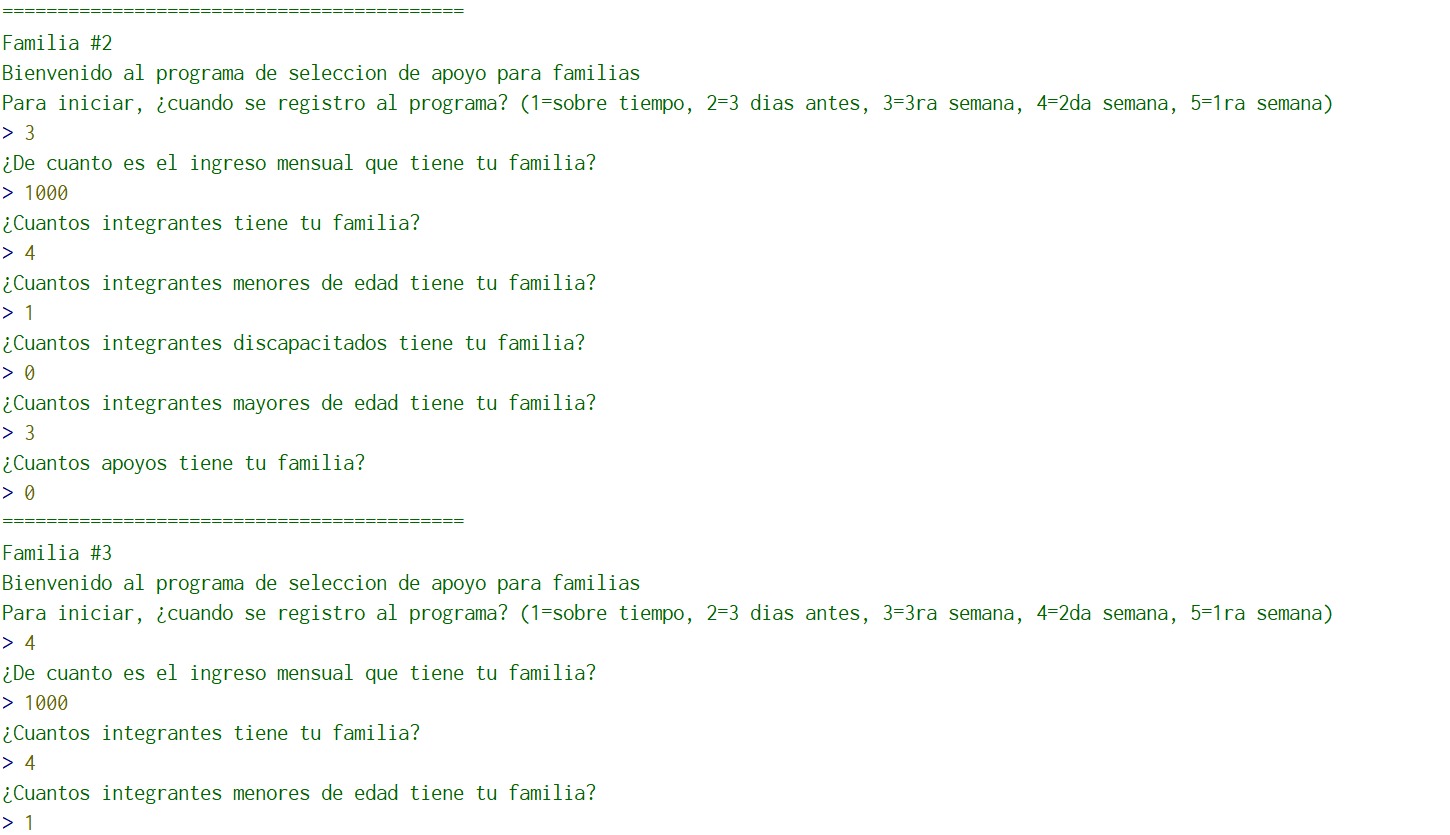 ==========================================
Familia #2
Bienvenido al programa de seleccion de apoyo para familias
Para iniciar, ¿cuando se registro al programa? (1=sobre tiempo, 2=3 dias antes, 3=3ra semana, 4=2da semana, 5=1ra semana)
> 3
¿De cuanto es el ingreso mensual que tiene tu familia?
> 1000
¿Cuantos integrantes tiene tu familia?
> 4
¿Cuantos integrantes menores de edad tiene tu familia?
> 1
¿Cuantos integrantes discapacitados tiene tu familia?
> 0
¿Cuantos integrantes mayores de edad tiene tu familia?
> 3
¿Cuantos apoyos tiene tu familia?
> 0
==========================================
Familia #3
Bienvenido al programa de seleccion de apoyo para familias
Para iniciar, ¿cuando se registro al programa? (1=sobre tiempo, 2=3 dias antes, 3=3ra semana, 4=2da semana, 5=1ra semana)
> 4
¿De cuanto es el ingreso mensual que tiene tu familia?
> 1000
¿Cuantos integrantes tiene tu familia?
> 4
¿Cuantos integrantes menores de edad tiene tu familia?
> 1